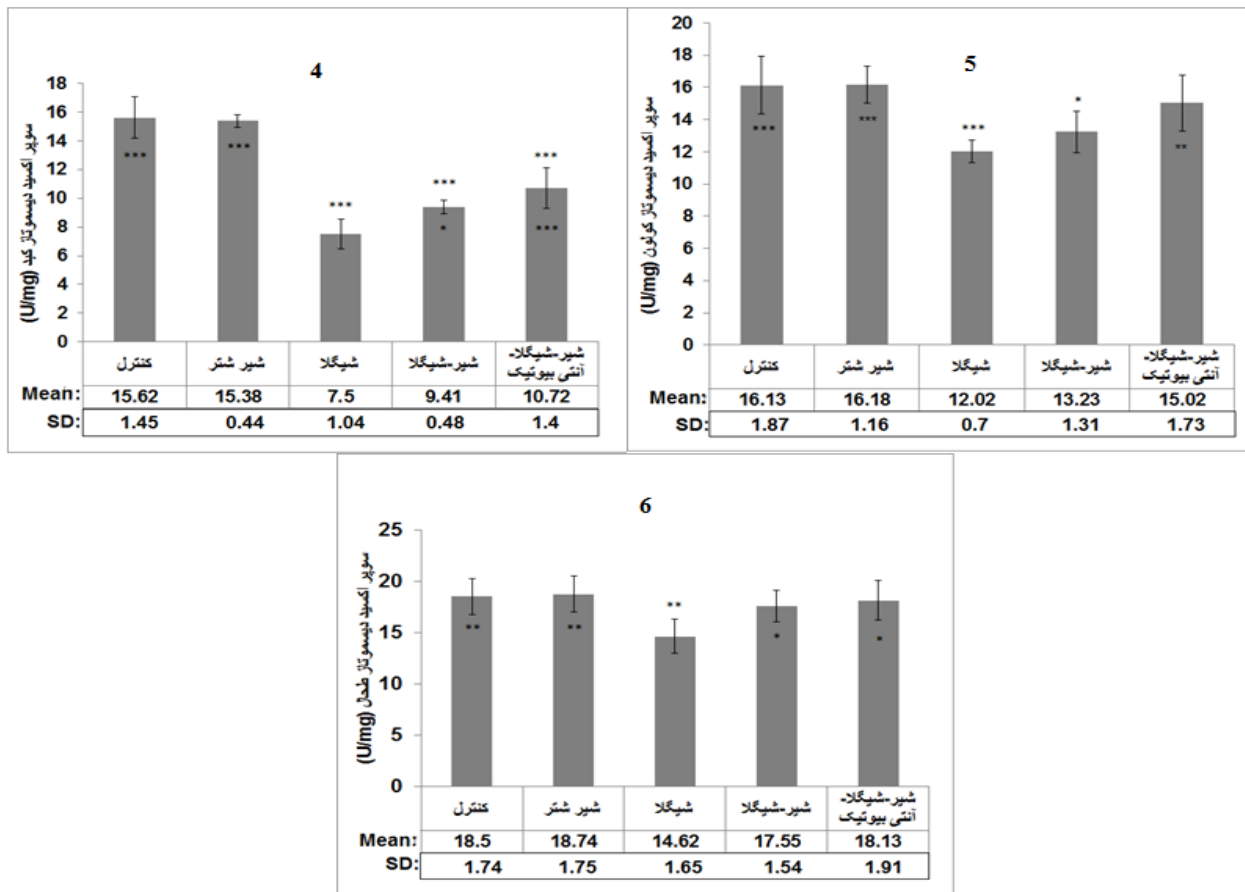 4
سوپر اکسید دیسموتاز کبد (U/mg)
18
16
14
12
10
8
6
4
2
0
*** *** *** *** ***
*** * ***
کنترل شیر شتر شیگلا شیر-شیگلا شیر-شیگلا-آنتی بیوتیک
Mean: 15.62 15.38 7.5 9.41 10.72
SD: 1.45 0.44 1.04 0.48 1.4
5
سوپر اکسید دیسموتاز کولون (U/mg)
20
18
16
14
12
10
8
6
4
2
0
*** *** *** * **
کنترل شیر شتر شیگلا شیر-شیگلا شیر-شیگلا-آنتی بیوتیک
Mean: 16.13 16.18 12.02 13.23 15.02
SD: 1.87 1.16 0.7 1.31 1.73
6
سوپر اکسید دیسموتاز طحال (U/mg)
25
20
15
10
5
0
** ** ** * *
کنترل شیر شتر شیگلا شیر-شیگلا شیر-شیگلا-آنتی بیوتیک
Mean: 18.5 18.74 14.62 17.55 18.13
SD: 1.74 1.75 1.65 1.54 1.91